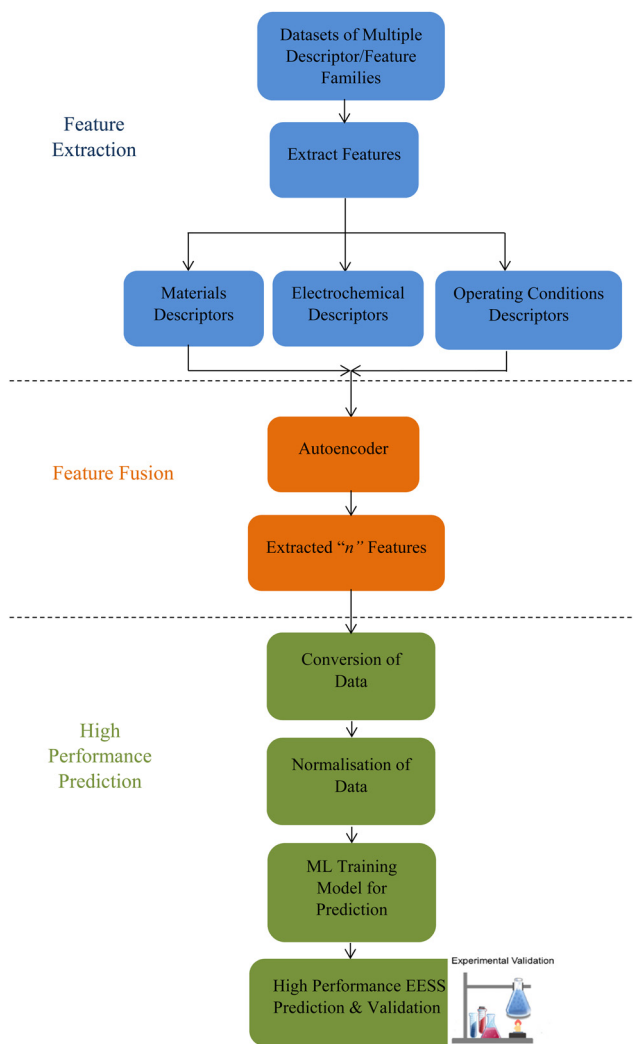 Datasets of Multiple
Descriptor/Feature
Families
Feature
Extraction
Extract Features
Materials
Descriptors
Electrochemical
Descriptors
Operating Conditions
Descriptors
Feature Fusion
Autoencoder
Extracted “n” Features
High
Performance
Prediction
Conversion of
Data
Normalisation of
Data
ML Training
Model for
Prediction
High Performance EESS
Prediction & Validation
Experimental Validation